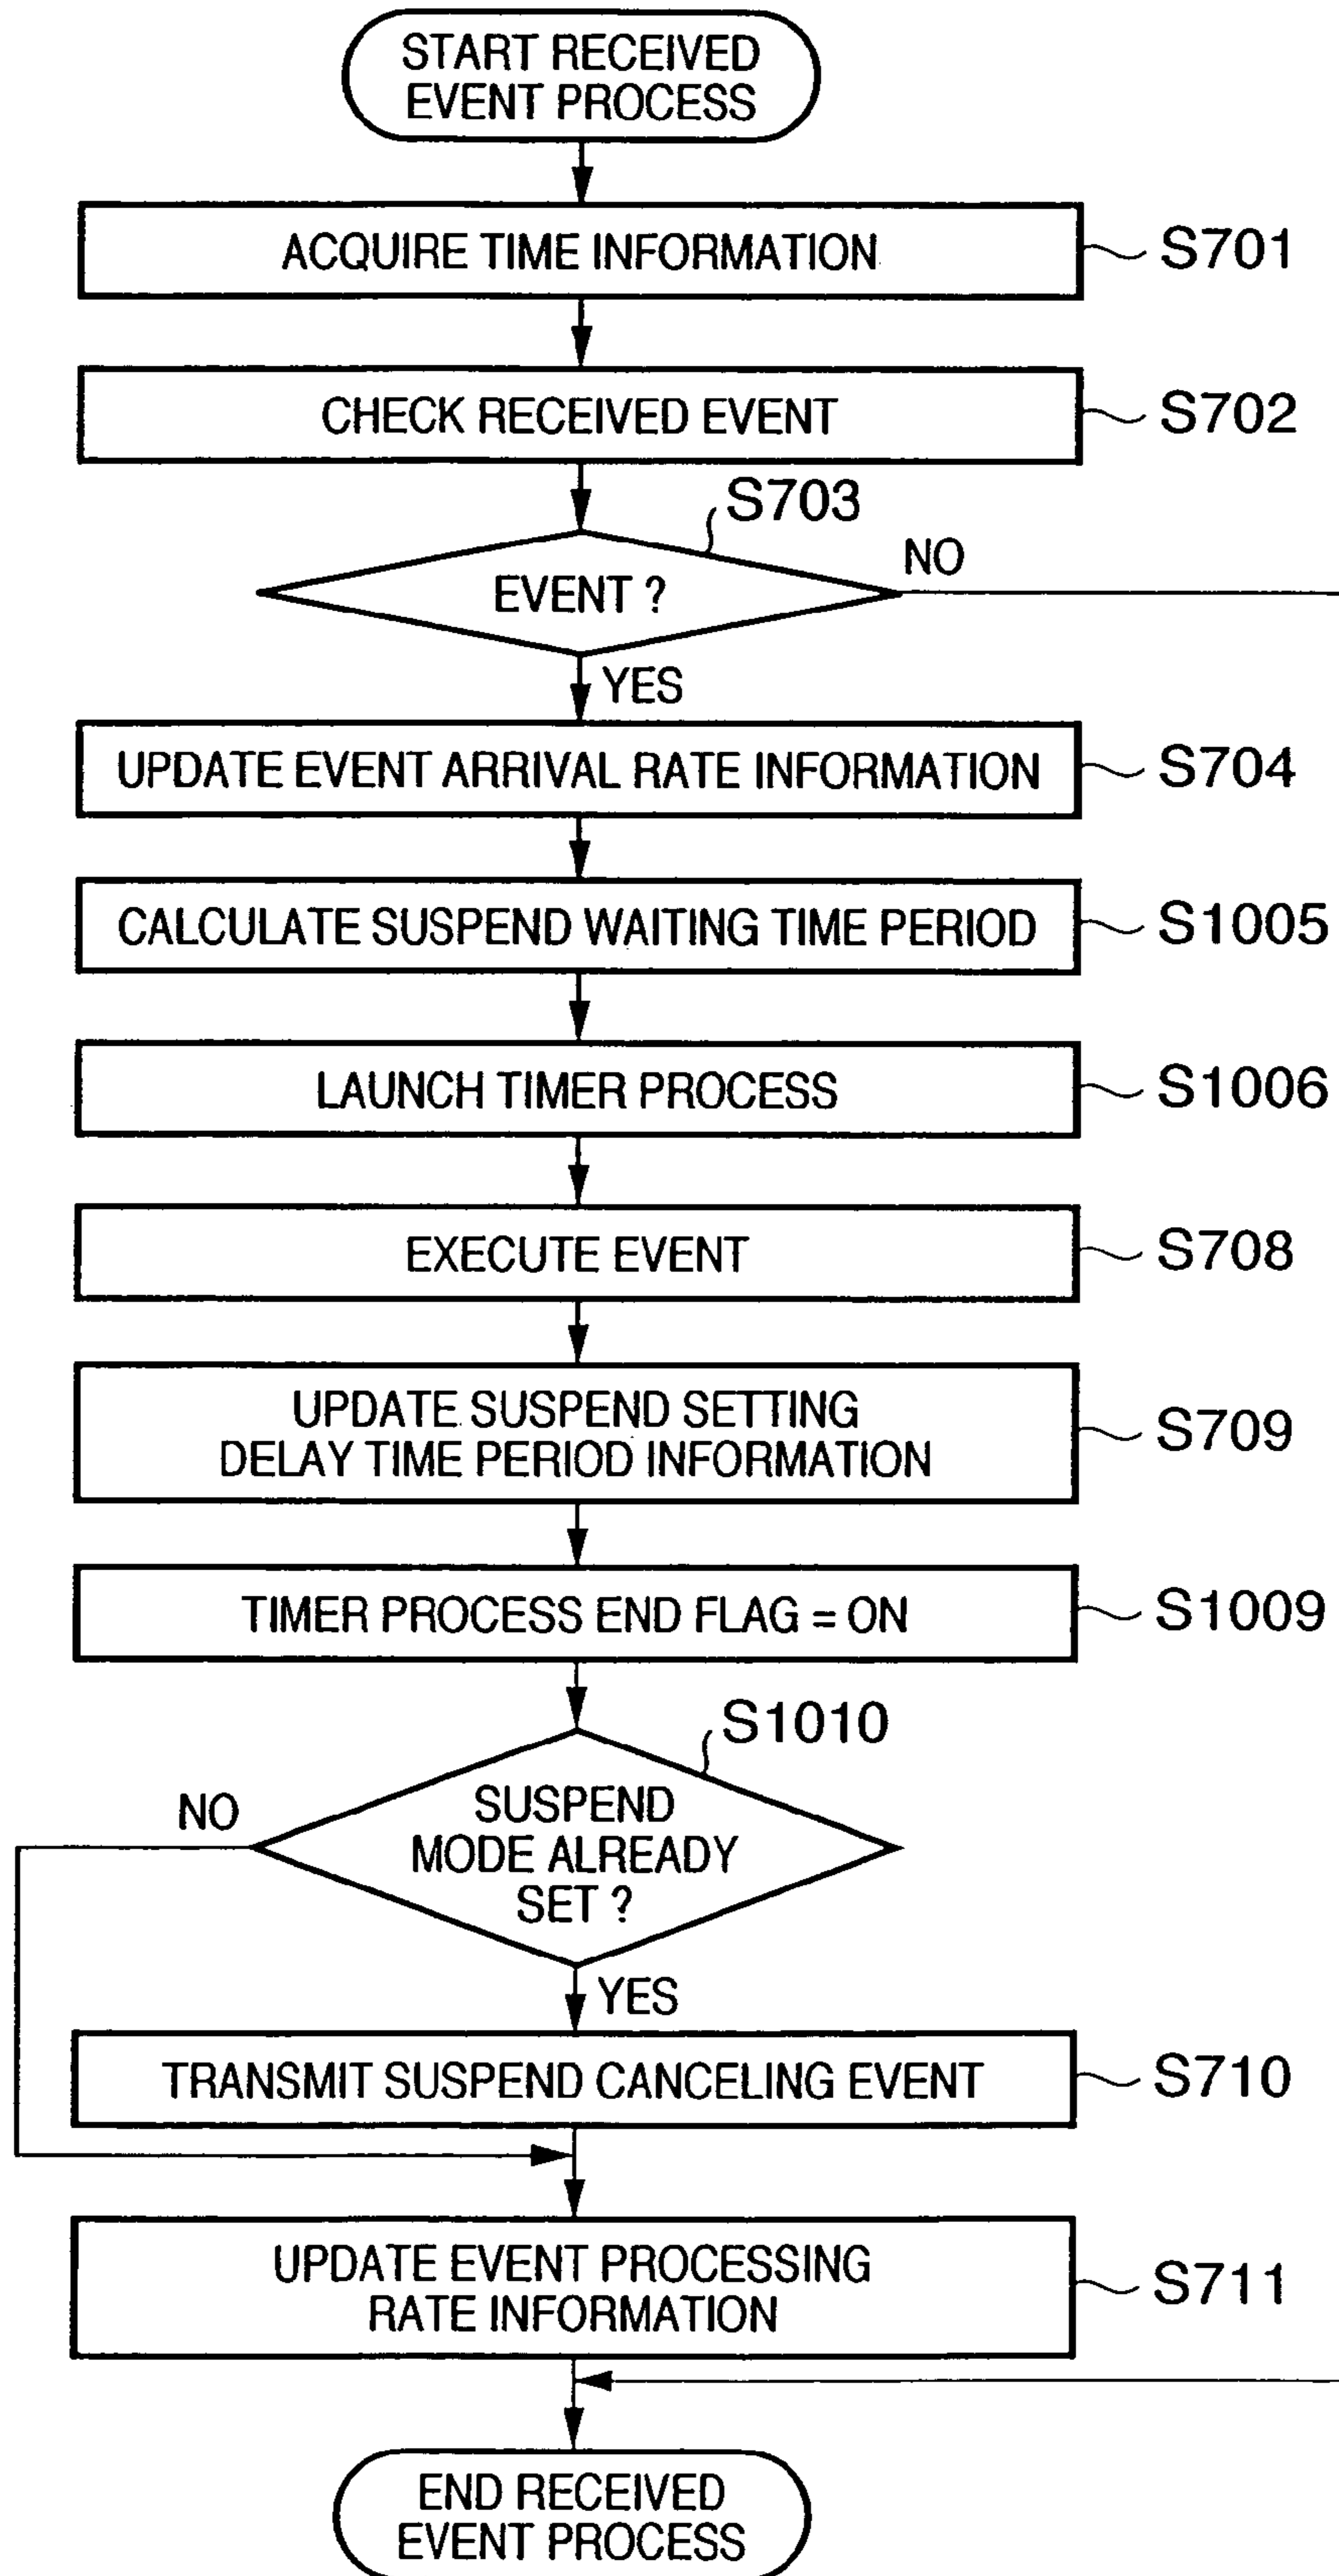 START RECEIVED
EVENT PROCESS
ACQUIRE TIME INFORMATION
S701
CHECK RECEIVED EVENT
S702
S703
EVENT ?
NO
YES
UPDATE EVENT ARRIVAL RATE INFORMATION
S704
CALCULATE SUSPEND WAITING TIME PERIOD
S1005
LAUNCH TIMER PROCESS
S1006
EXECUTE EVENT
S708
UPDATE SUSPEND SETTING
DELAY TIME PERIOD INFORMATION
S709
TIMER PROCESS END FLAG = ON
S1009
S1010
NO
SUSPEND
MODE ALREADY
SET ?
YES
TRANSMIT SUSPEND CANCELING EVENT
S710
UPDATE EVENT PROCESSING
RATE INFORMATION
S711
END RECEIVED
EVENT PROCESS